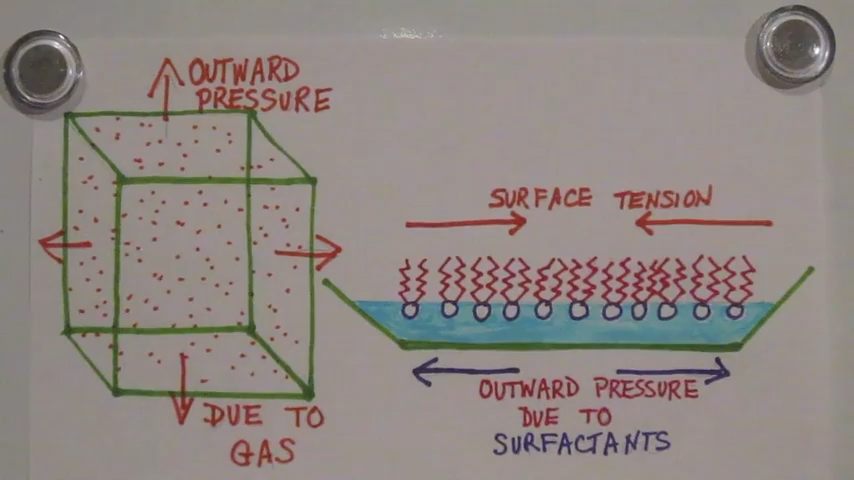 OUTWARD
PRESSURE
DUE TO
GAS
SURFACE TENSION
OUTWARD PRESSURE
DUE TO
SURFACTANTS